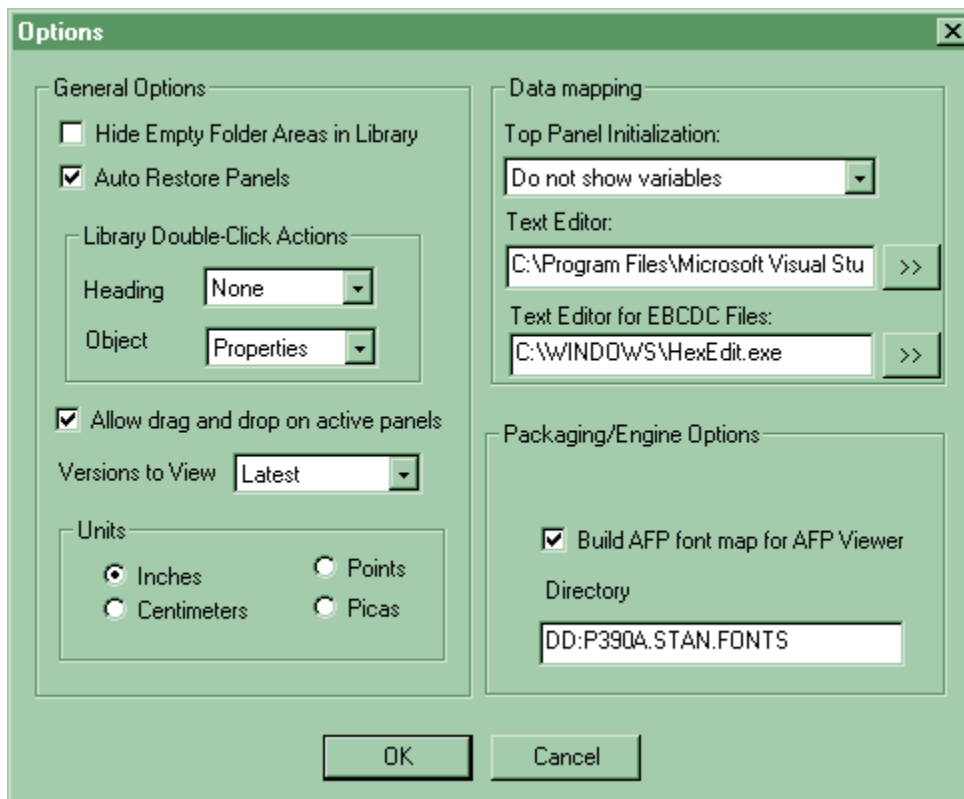 Options
General Options
Hide Empty Folder Areas in Library
Auto Restore Panels
Library Double-Click Actions
Heading None
Object Properties
Allow drag and drop on active panels
Versions to View Latest
Units
Inches Points
Centimeters Picas
Data mapping
Top Panel Initialization:
Do not show variables
Text Editor:
C:\Program Files\Microsoft Visual Stu >>
Text Editor for EBCDC Files:
C:\WINDOWS\HexEdit.exe >>
Packaging/Engine Options
Build AFP font map for AFP Viewer
Directory
DD:P390A.STAN.FONTS
OK Cancel